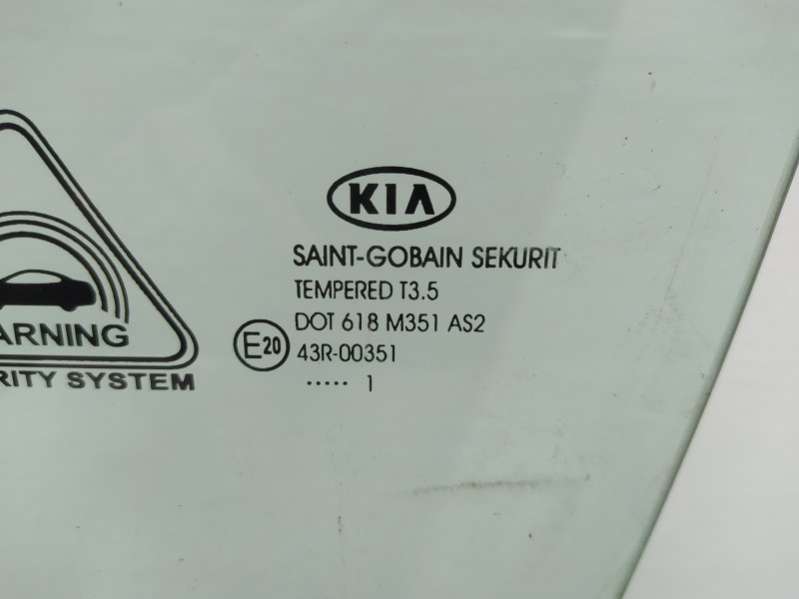 KIA
SAINT-GOBAIN SEKURIT
TEMPERED T3.5
DOT 618 M351 AS2
E20 43R-00351
..... 1
ARNING
RITY SYSTEM